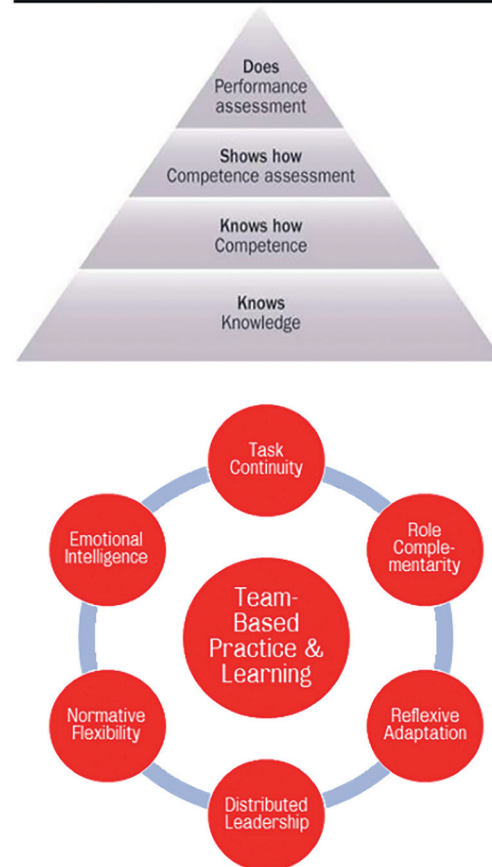 Does
Performance
assessment
Shows how
Competence assessment
Knows how
Competence
Knows
Knowledge
Task
Continuity
Role
Comple-
mentarity
Reflexive
Adaptation
Distributed
Leadership
Normative
Flexibility
Emotional
Intelligence
Team-
Based
Practice &
Learning